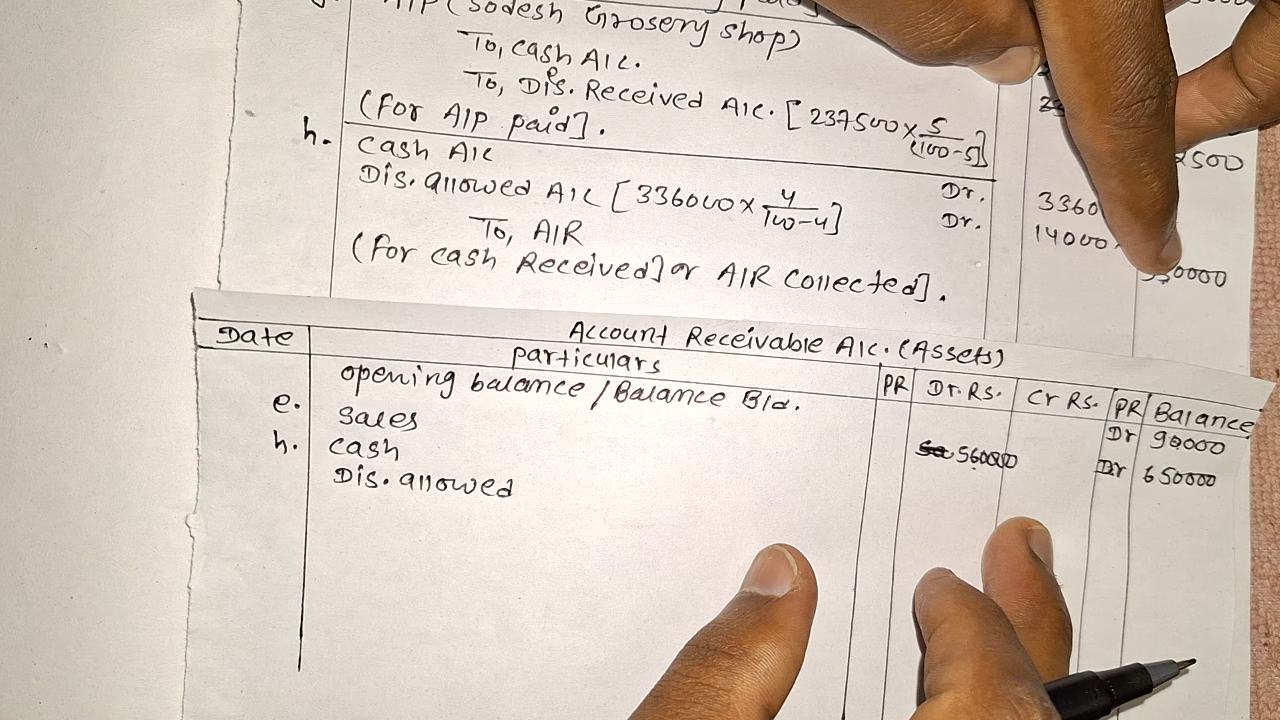 A/P (Sodesh Grosery shop)
To, cash A/C.
To, Dis. Received A/C. [237500 × 5/(100-5)]
2500
(For A/P paid].
h. cash A/C Dr. 3360
Dis. allowed A/C [336000 × 4/100-4] Dr. 14000
To, A/R 350000
(For cash Received] or A/R collected].
Account Receivable A/C. (Assets)
Date particulars PR Dr. Rs. Cr Rs. PR Balance
opening balance / Balance B/d. Dr 90000
e. sales 560000 Dr 650000
h. cash
Dis. allowed